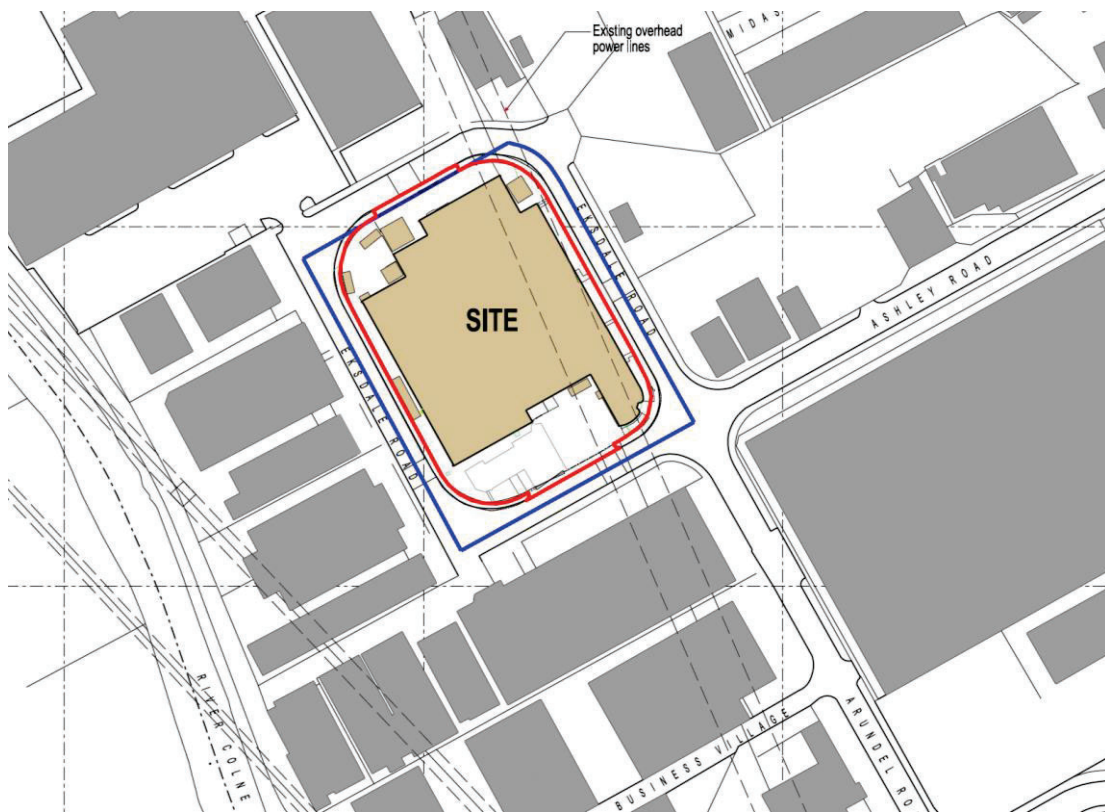 Existing overhead
power lines
MIDAS
EKSDALE ROAD
ASHLEY ROAD
SITE
EKSDALE ROAD
RIVER COLNE
BUSINESS VILLAGE
ARUNDEL RO